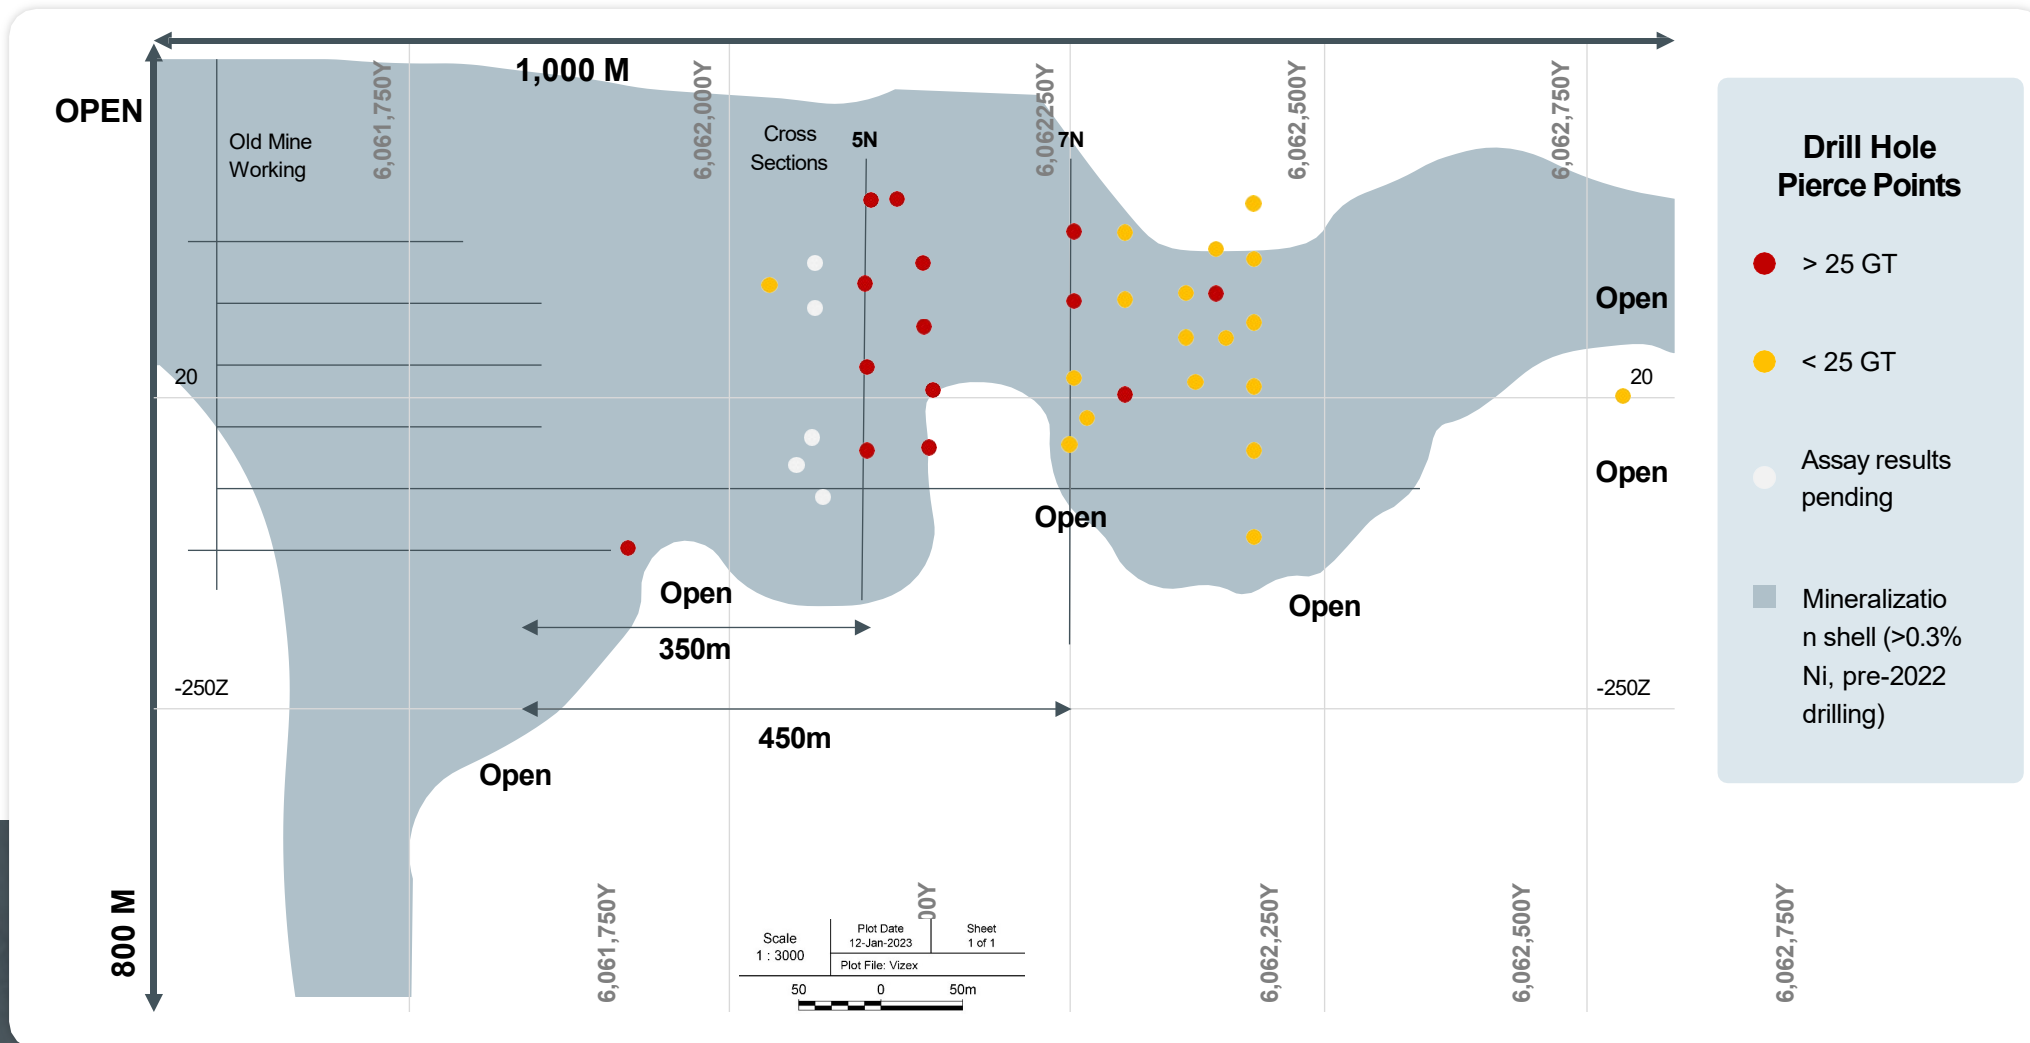 1,000 M
OPEN
6,061,750Y
6,062,000Y
6,062250Y
6,062,500Y
6,062,750Y
Old Mine
Working
Cross
Sections
5N
7N
Open
20
20
Open
Open
Open
Open
350m
-250Z
-250Z
450m
Open
800 M
6,061,750Y
00Y
6,062,250Y
6,062,500Y
6,062,750Y
Scale
1 : 3000
Plot Date
12-Jan-2023
Sheet
1 of 1
Plot File: Vizex
50 0 50m
Drill Hole
Pierce Points
> 25 GT
< 25 GT
Assay results
pending
Mineralizatio
n shell (>0.3%
Ni, pre-2022
drilling)